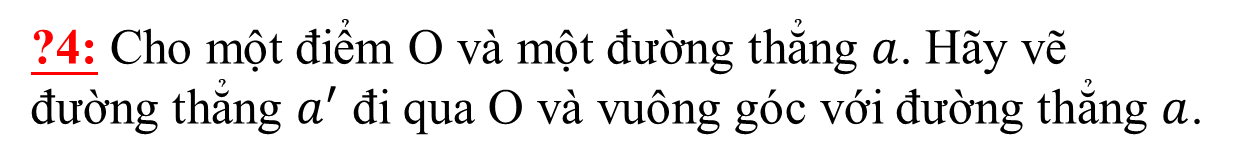 ?4: Cho một điểm O và một đường thẳng a. Hãy vẽ
đường thẳng a′ đi qua O và vuông góc với đường thẳng a.